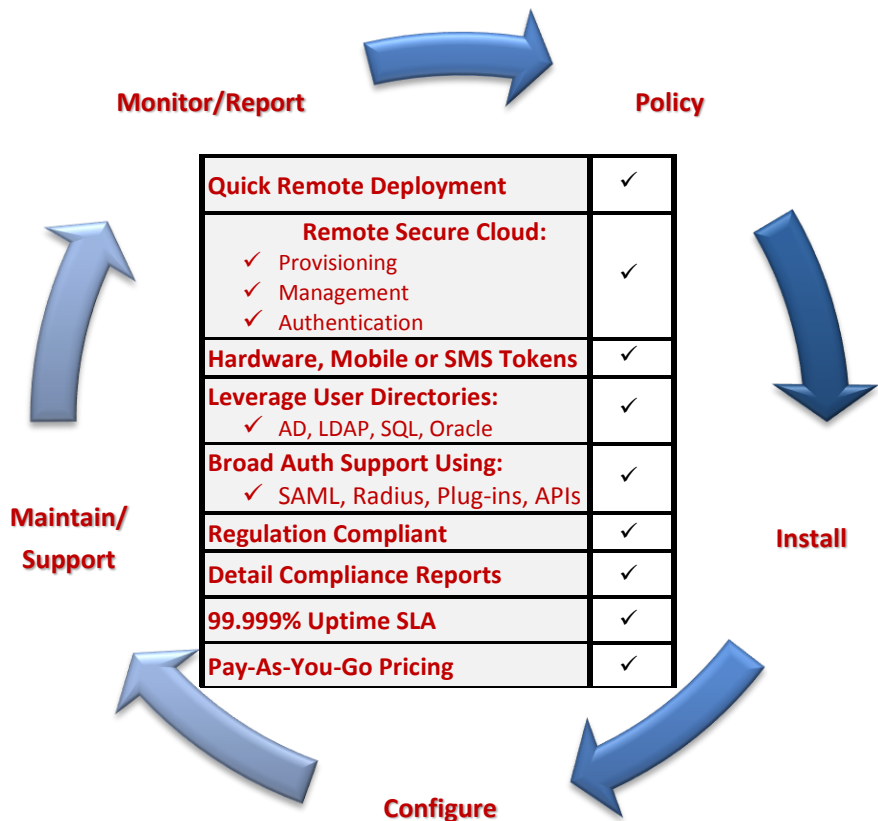 Monitor/Report
Policy
Quick Remote Deployment ✓
Remote Secure Cloud: ✓
✓ Provisioning
✓ Management
✓ Authentication
Hardware, Mobile or SMS Tokens ✓
Leverage User Directories: ✓
✓ AD, LDAP, SQL, Oracle
Broad Auth Support Using: ✓
✓ SAML, Radius, Plug-ins, APIs
Regulation Compliant ✓
Detail Compliance Reports ✓
99.999% Uptime SLA ✓
Pay-As-You-Go Pricing ✓
Maintain/
Support
Install
Configure